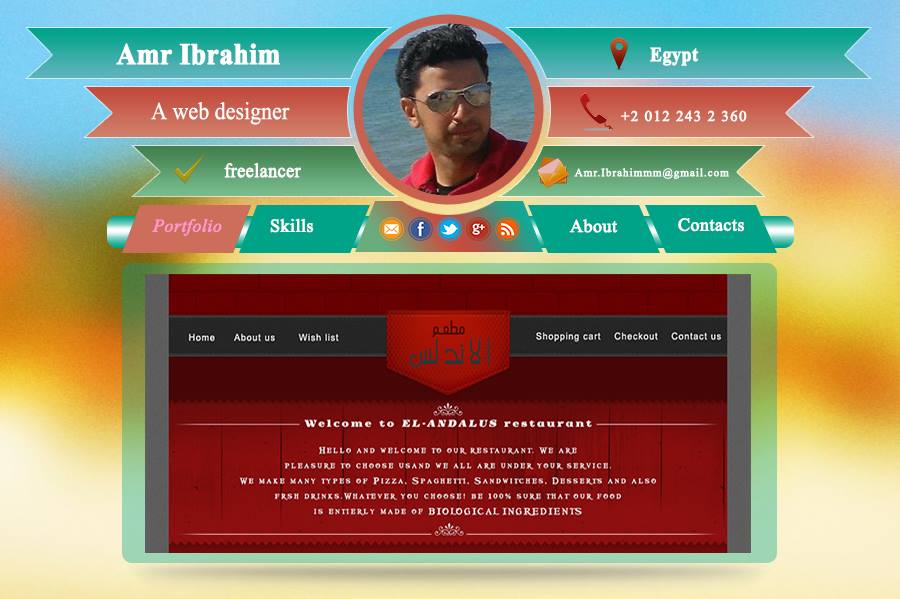 Amr Ibrahim
Egypt
A web designer
+2 012 243 2 360
freelancer
Amr.Ibrahimmm@gmail.com
Portfolio
Skills
f
g+
About
Contacts
Home
About us
Wish list
مطعم
الاندلس
Shopping cart
Checkout
Contact us
Welcome to EL-ANDALUS restaurant
Hello and welcome to our restaurant. We are
pleasure to choose usand we all are under your service.
We make many types of Pizza, Spaghetti, Sandwitches, Desserts and also
frsh drinks.Whatever you choose! be 100% sure that our food
is entierly made of BIOLOGICAL INGREDIENTS